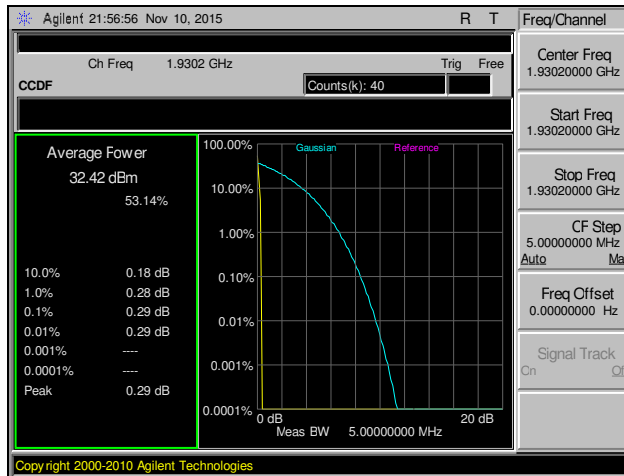 Agilent 21:56:56 Nov 10, 2015 R T
Freq/Channel
Ch Freq 1.9302 GHz Trig Free
CCDF
Counts(k): 40
Average Power
32.42 dBm
53.14%
10.0% 0.18 dB
1.0% 0.28 dB
0.1% 0.29 dB
0.01% 0.29 dB
0.001% ----
0.0001% ----
Peak 0.29 dB
Gaussian Reference
100.00%
10.00%
1.00%
0.10%
0.01%
0.001%
0.0001%
0 dB 20 dB
Meas BW 5.00000000 MHz
Center Freq
1.93020000 GHz
Start Freq
1.93020000 GHz
Stop Freq
1.93020000 GHz
CF Step
5.00000000 MHz
Auto Ma
Freq Offset
0.00000000 Hz
Signal Track
On Of
Copyright 2000-2010 Agilent Technologies